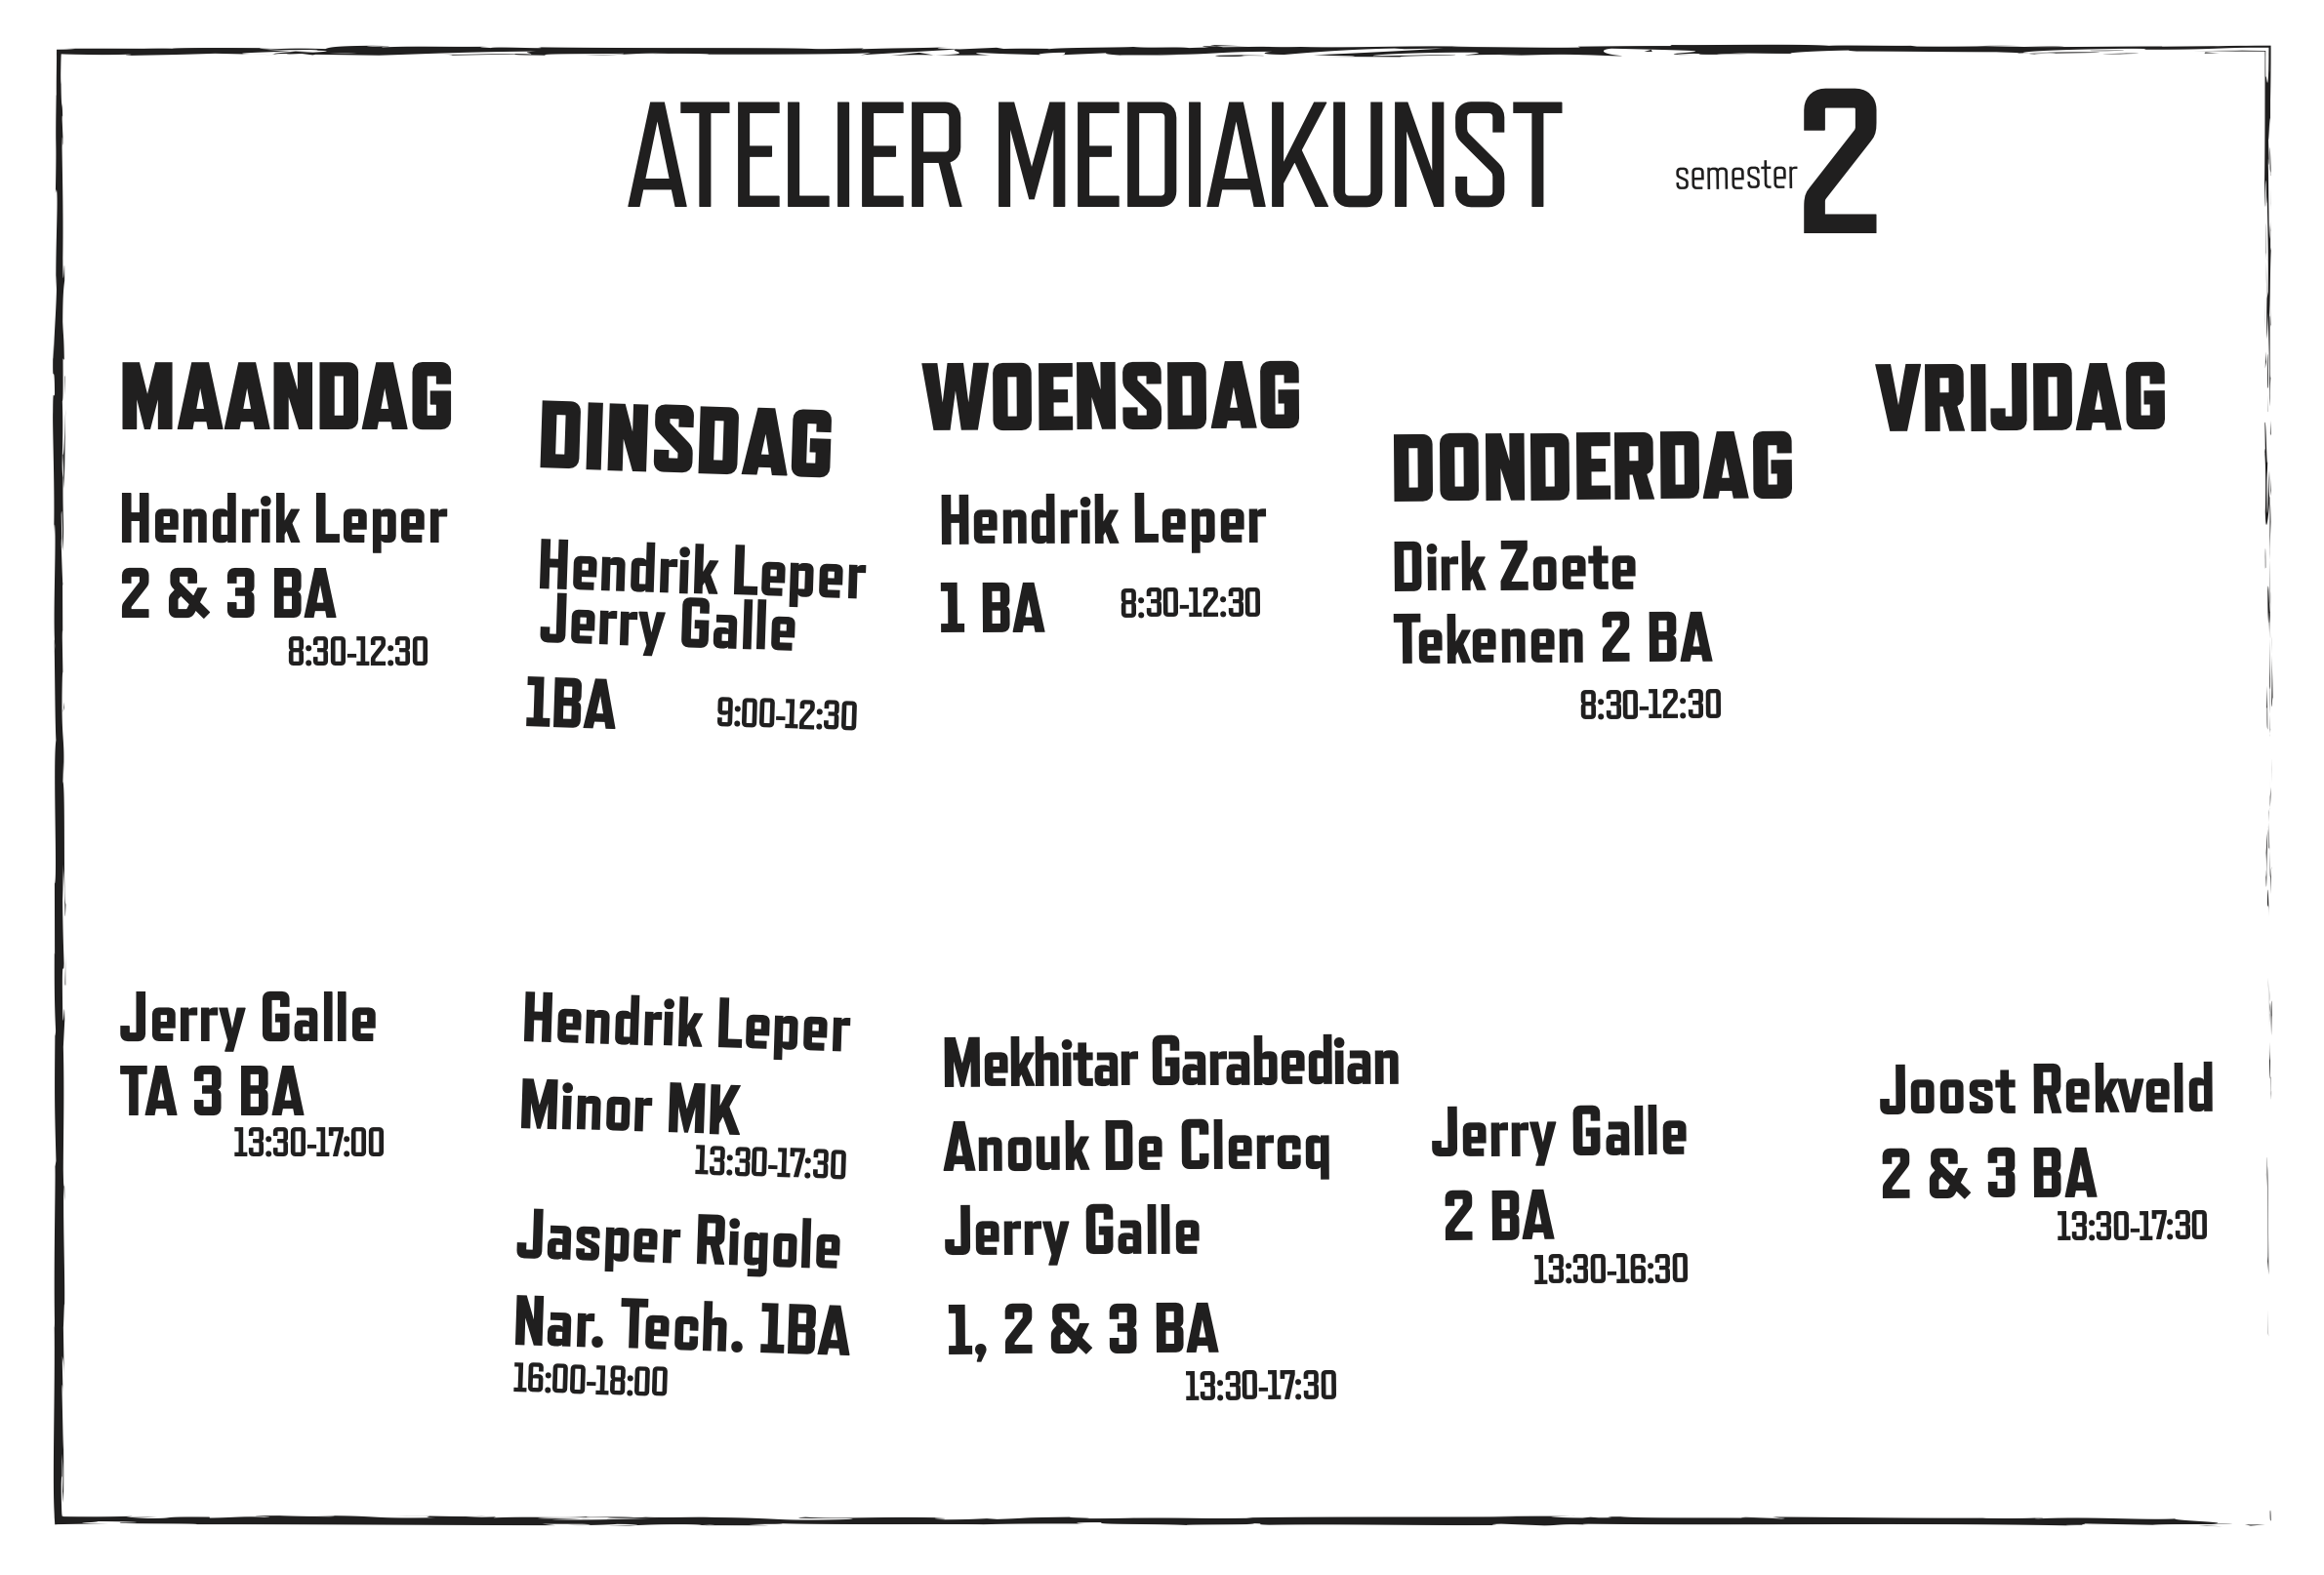 ATELIER MEDIAKUNST semester 2
MAANDAG
Hendrik Leper
2 & 3 BA
8:30-12:30
Jerry Galle
TA 3 BA
13:30-17:00
DINSDAG
Hendrik Leper
Jerry Galle
1BA 9:00-12:30
Hendrik Leper
Minor MK
13:30-17:30
Jasper Rigole
Nar. Tech. 1BA
16:00-18:00
WOENSDAG
Hendrik Leper
1 BA 8:30-12:30
Mekhitar Garabedian
Anouk De Clercq
Jerry Galle
1, 2 & 3 BA
13:30-17:30
DONDERDAG
Dirk Zoete
Tekenen 2 BA
8:30-12:30
Jerry Galle
2 BA
13:30-16:30
VRIJDAG
Joost Rekveld
2 & 3 BA
13:30-17:30